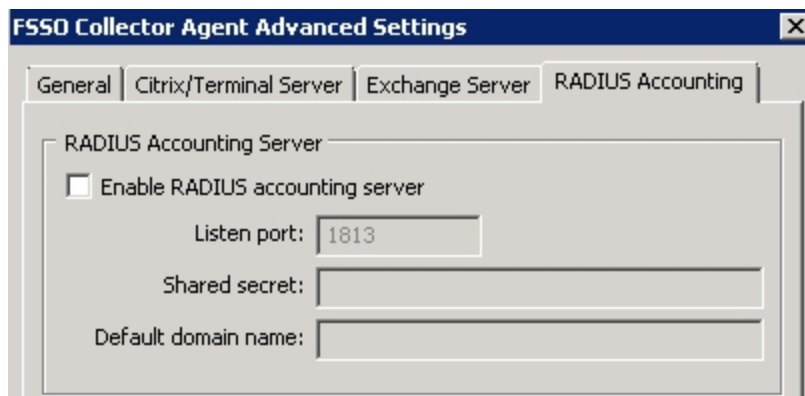 FSSO Collector Agent Advanced Settings
General Citrix/Terminal Server Exchange Server RADIUS Accounting
RADIUS Accounting Server
Enable RADIUS accounting server
Listen port: 1813
Shared secret:
Default domain name: